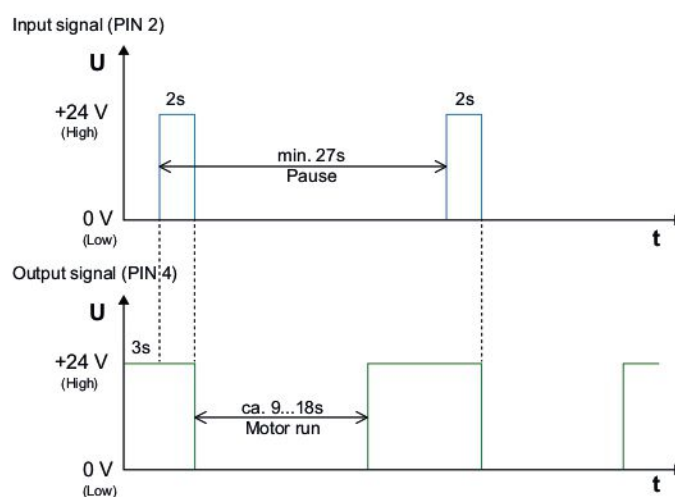 Input signal (PIN 2)
U
2s
2s
+24 V
(High)
min. 27s
Pause
0 V
(Low)
t
Output signal (PIN 4)
U
3s
+24 V
(High)
ca. 9...18s
Motor run
0 V
(Low)
t